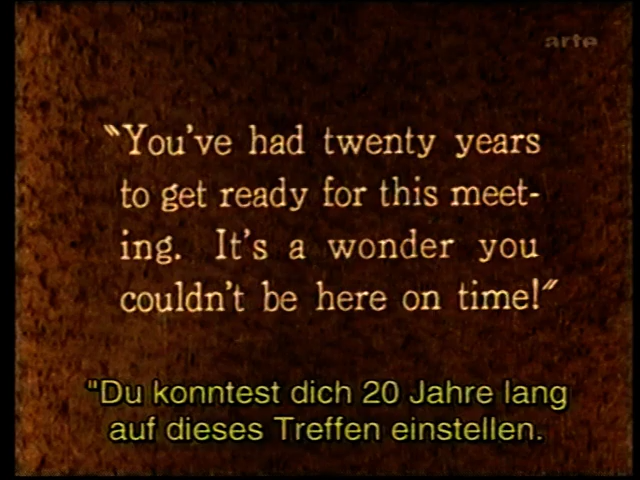 arte
"You've had twenty years
to get ready for this meet-
ing. It's a wonder you
couldn't be here on time!"
"Du konntest dich 20 Jahre lang
auf dieses Treffen einstellen.